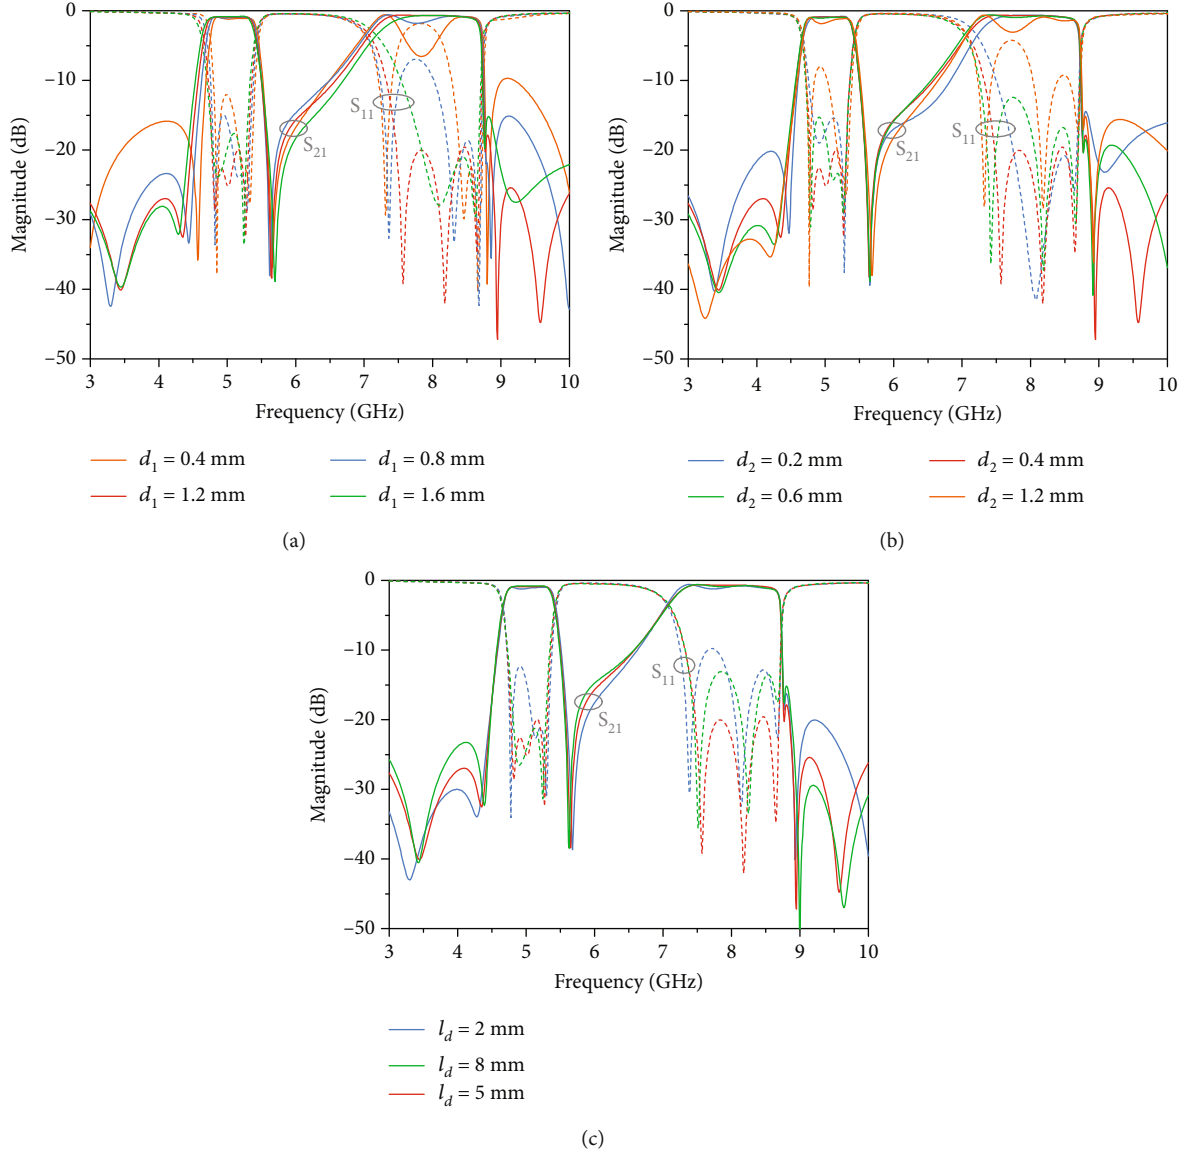 0
−10
−20
−30
−40
−50
Magnitude (dB)
S11
S21
3 4 5 6 7 8 9 10
Frequency (GHz)
d1 = 0.4 mm
d1 = 0.8 mm
d1 = 1.2 mm
d1 = 1.6 mm
(a)
0
−10
−20
−30
−40
−50
Magnitude (dB)
S11
S21
3 4 5 6 7 8 9 10
Frequency (GHz)
d2 = 0.2 mm
d2 = 0.4 mm
d2 = 0.6 mm
d2 = 1.2 mm
(b)
0
−10
−20
−30
−40
−50
Magnitude (dB)
S11
S21
3 4 5 6 7 8 9 10
Frequency (GHz)
ld = 2 mm
ld = 8 mm
ld = 5 mm
(c)